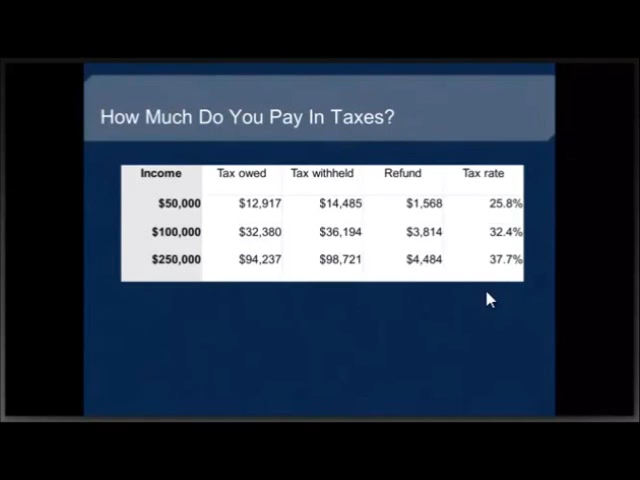 How Much Do You Pay In Taxes?
Income Tax owed Tax withheld Refund Tax rate
$50,000 $12,917 $14,485 $1,568 25.8%
$100,000 $32,380 $36,194 $3,814 32.4%
$250,000 $94,237 $98,721 $4,484 37.7%